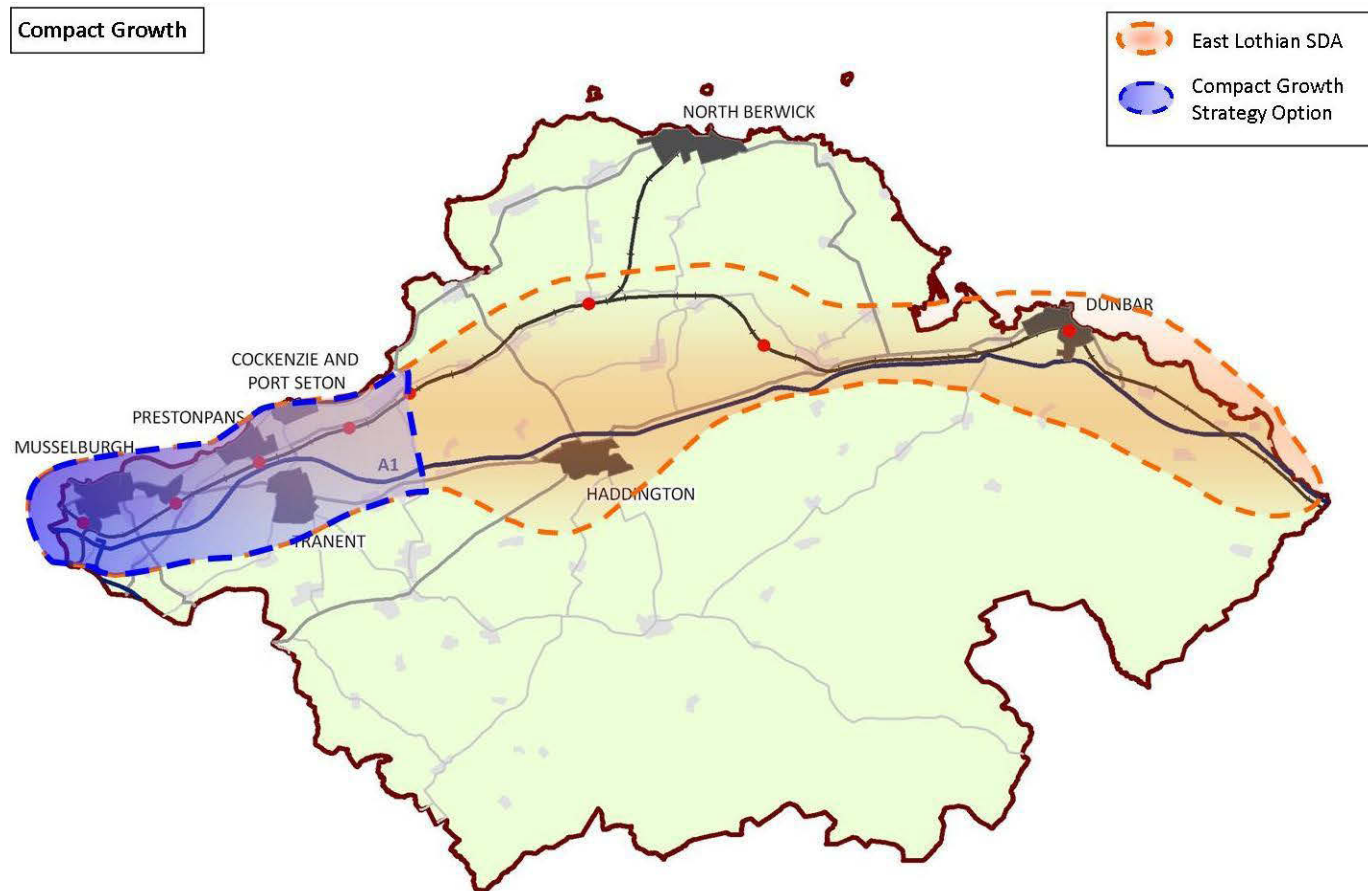 Compact Growth
East Lothian SDA
Compact Growth
Strategy Option
NORTH BERWICK
DUNBAR
COCKENZIE AND
PORT SETON
PRESTONPANS
MUSSELBURGH
A1
HADDINGTON
TRANENT